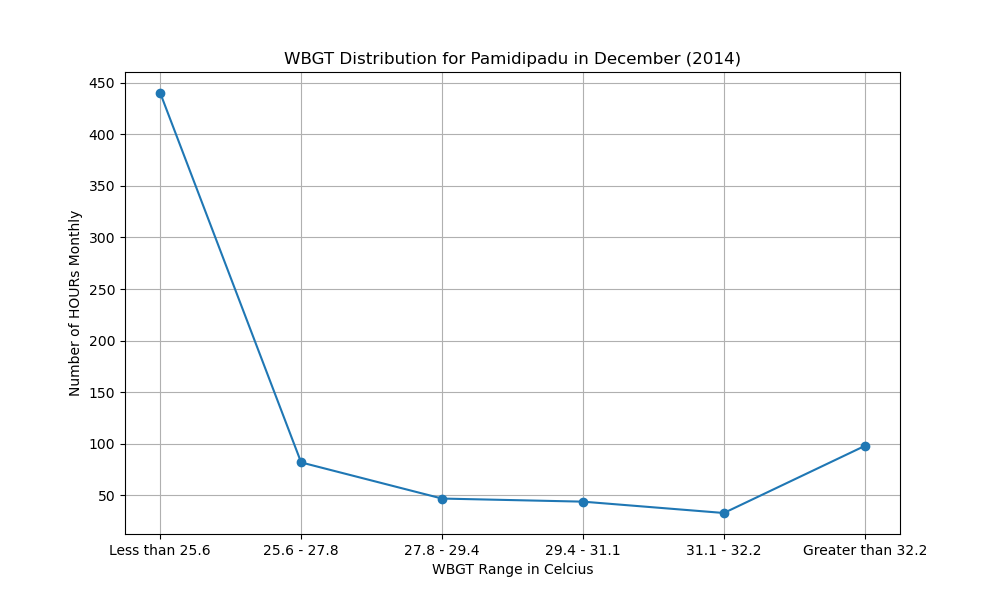 WBGT Distribution for Pamidipadu in December (2014)
Number of HOURs Monthly
450
400
350
300
250
200
150
100
50
Less than 25.6
25.6 - 27.8
27.8 - 29.4
29.4 - 31.1
31.1 - 32.2
Greater than 32.2
WBGT Range in Celcius